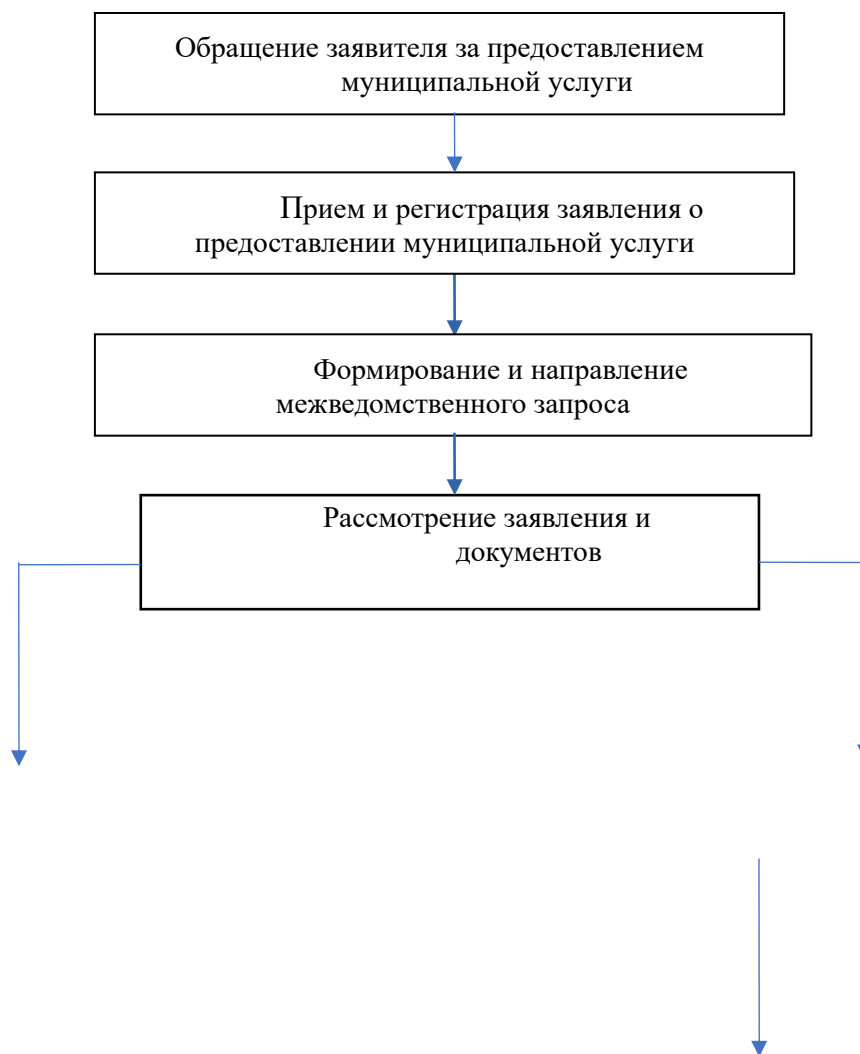 Обращение заявителя за предоставлением
муниципальной услуги
Прием и регистрация заявления о
предоставлении муниципальной услуги
Формирование и направление
межведомственного запроса
Рассмотрение заявления и
документов